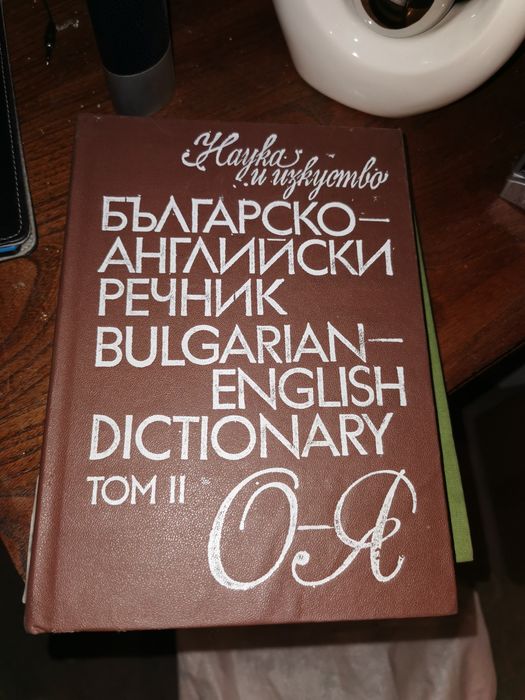 Наука
и изкуство
БЪЛГАРСКО-
АНГЛИЙСКИ
РЕЧНИК
BULGARIAN-
ENGLISH
DICTIONARY
ТОМ II
О-Я